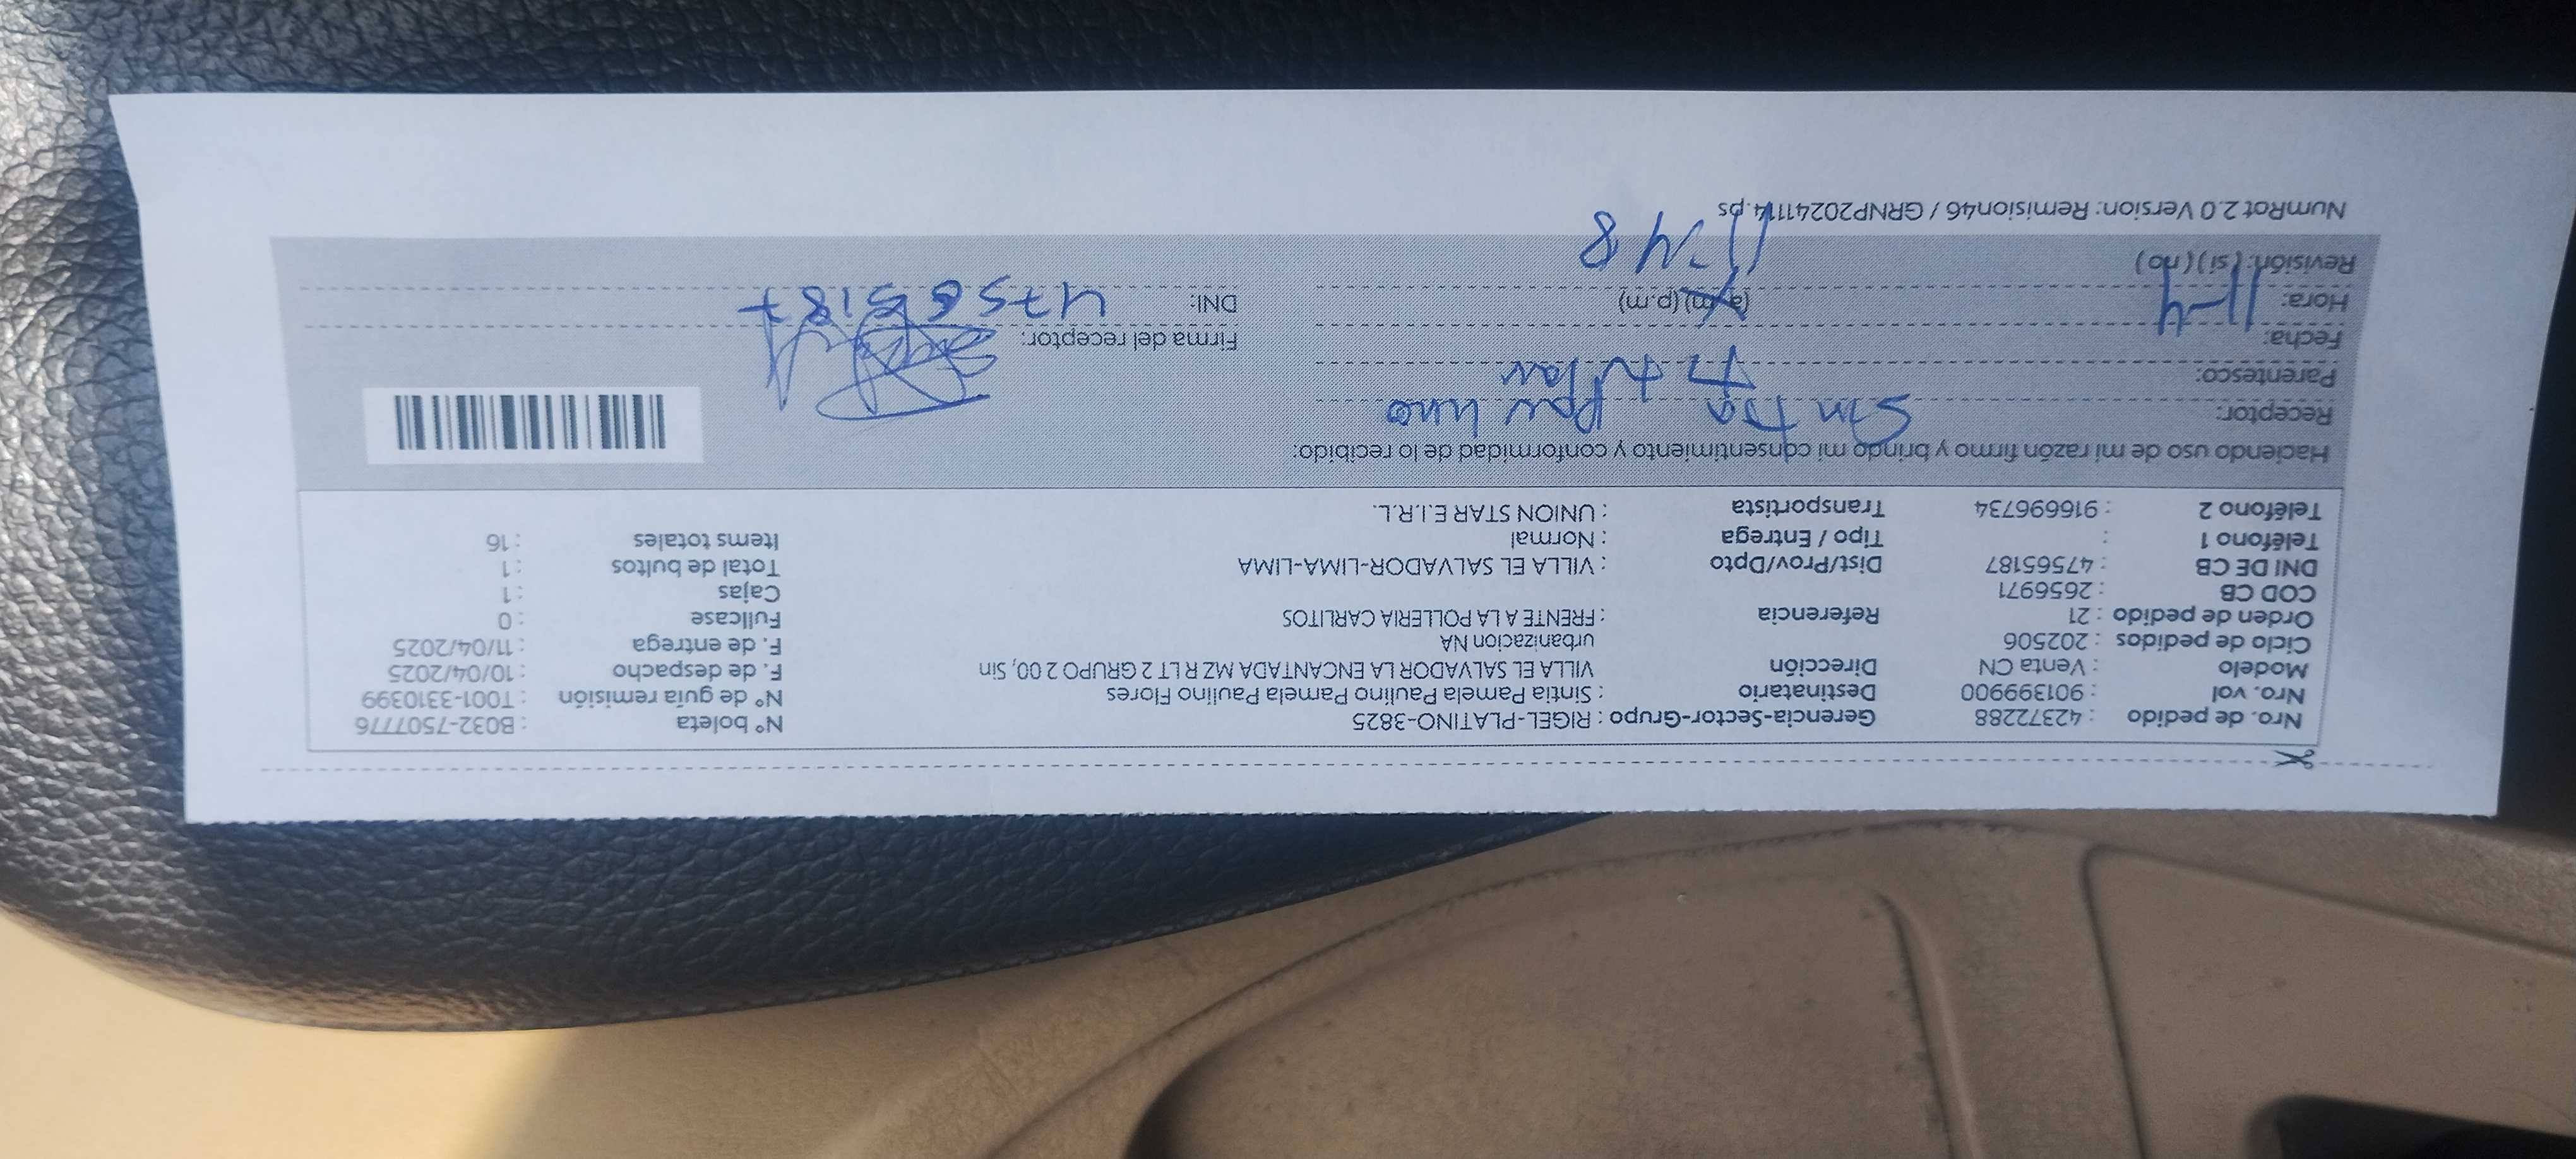 Nro. de pedido : 42372288 Gerencia-Sector-Grupo : RIGEL-PLATINO-3825 N° boleta : B032-7507776
Nro. vol : 901399900 Destinatario : Sintia Pamela Paulino Pamela Paulino Flores N° de guía remisión : T001-3310399
Modelo : Venta CN Dirección VILLA EL SALVADOR LA ENCANTADA MZ R LT 2 GRUPO 2 00, Sin F. de despacho : 10/04/2025
Ciclo de pedidos : 202506 urbanizacion NA F. de entrega : 11/04/2025
Orden de pedido : 21 Referencia : FRENTE A LA POLLERIA CARLITOS Fullcase : 0
COD CB : 2656971 Cajas : 1
DNI DE CB : 47565187 Dist/Prov/Dpto : VILLA EL SALVADOR-LIMA-LIMA Total de bultos : 1
Teléfono 1 : Tipo / Entrega : Normal Items totales : 16
Teléfono 2 : 916696734 Transportista : UNION STAR E.I.R.L.
Haciendo uso de mi razón firmo y brindo mi consentimiento y conformidad de lo recibido:
Receptor:
Parentesco: Titular
Fecha: 11-4 Firma del receptor:
Hora: (a.m) (p.m) DNI: 47565187
Revisión: (si) (no) 11:48
NumRot 2.0 Version: Remision46 / GRNP20241114.ps